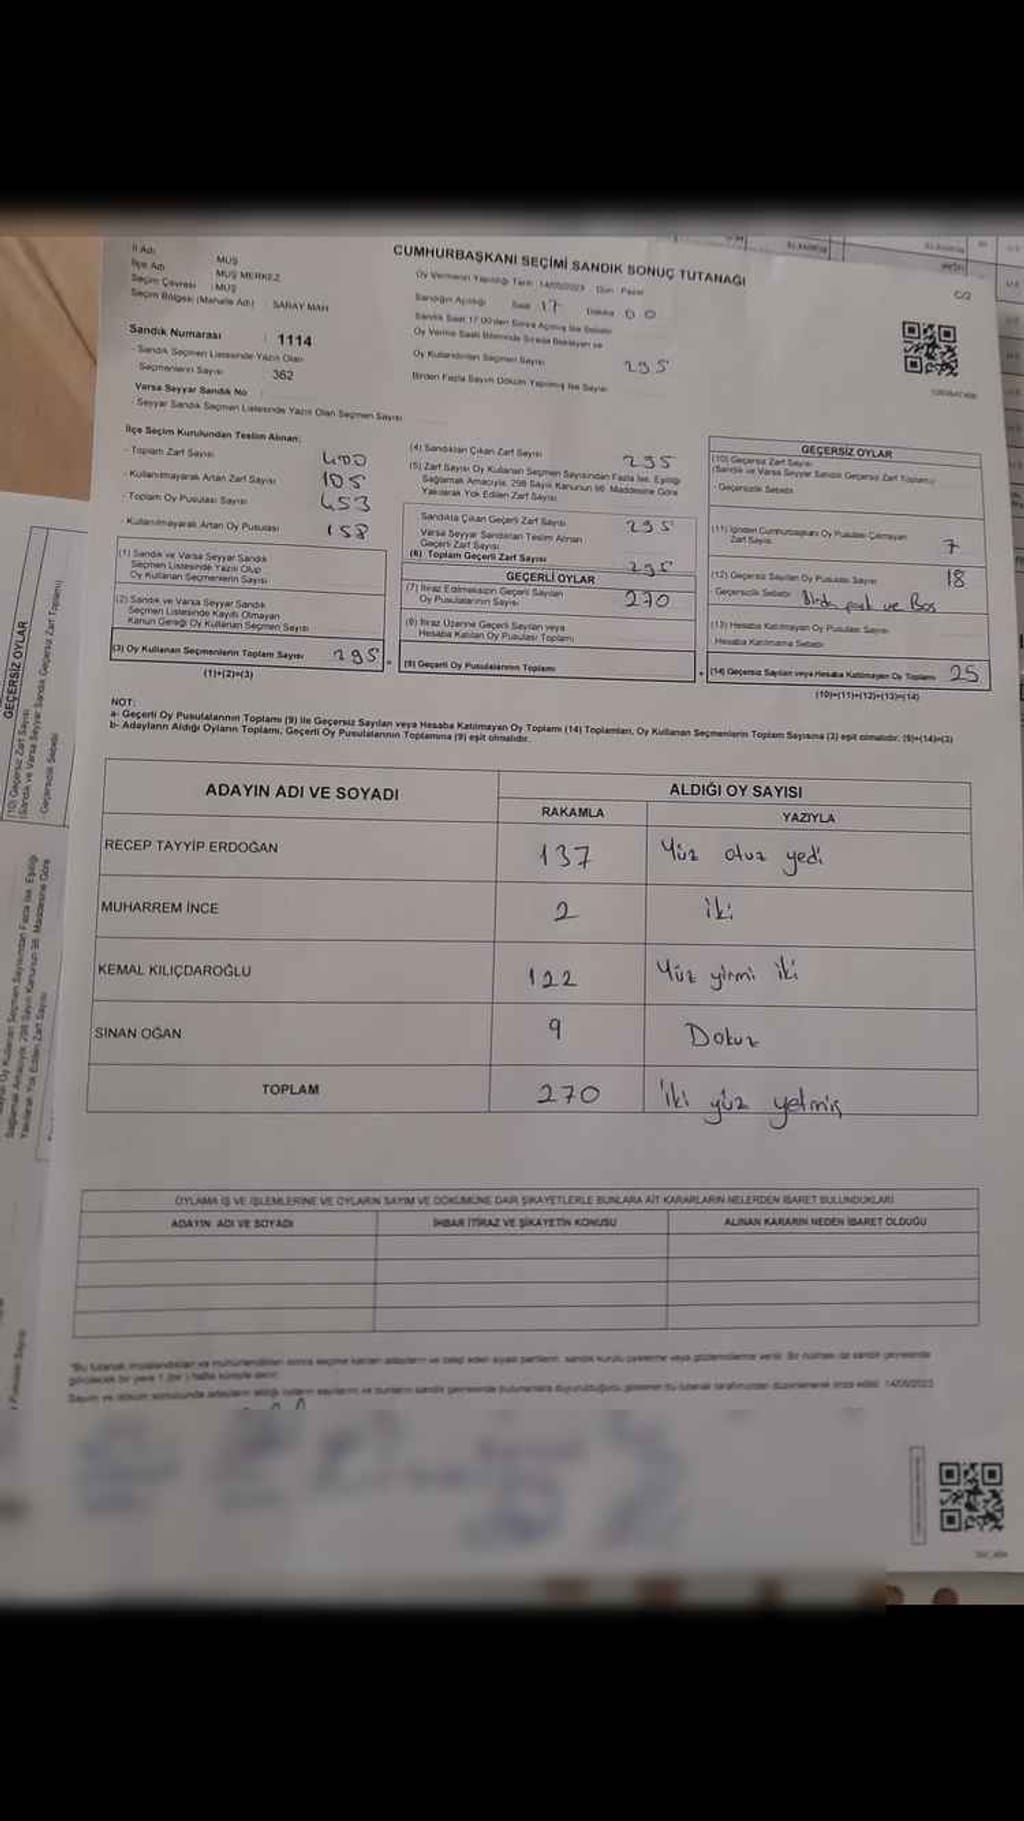 İl Adı : MUŞ
İlçe Adı : MUŞ MERKEZ
Seçim Çevresi : MUŞ
Seçim Bölgesi (Mahalle Adı) : SARAY MAH
Sandık Numarası : 1114
- Sandık Seçmen Listesinde Yazılı Olan
Seçmenlerin Sayısı : 362
Varsa Seyyar Sandık No
- Seyyar Sandık Seçmen Listesinde Yazılı Olan Seçmen Sayısı
CUMHURBAŞKANI SEÇİMİ SANDIK SONUÇ TUTANAĞI
Oy Vermenin Yapıldığı Tarih: 14/05/2023 Gün: Pazar
Sandığın Açıldığı Saat 17 Dakika 00
Sandık Saat 17:00'den Sonra Açılmış İse Sebebi
Oy Verme Saati Bitiminde Sırada Bekleyen ve
Oy Kullandırılan Seçmen Sayısı 295
Birden Fazla Sayım Döküm Yapılmış İse Sayısı
C/2
İlçe Seçim Kurulundan Teslim Alınan;
- Toplam Zarf Sayısı 400
- Kullanılmayarak Artan Zarf Sayısı 105
- Toplam Oy Pusulası Sayısı 453
- Kullanılmayarak Artan Oy Pusulası 158
(1) Sandık ve Varsa Seyyar Sandık
Seçmen Listesinde Yazılı Olup
Oy Kullanan Seçmenlerin Sayısı
(2) Sandık ve Varsa Seyyar Sandık
Seçmen Listesinde Kayıtlı Olmayan
Kanun Gereği Oy Kullanan Seçmen Sayısı
(3) Oy Kullanan Seçmenlerin Toplam Sayısı 295
(1)+(2)=(3)
(4) Sandıktan Çıkan Zarf Sayısı 295
(5) Zarf Sayısı Oy Kullanan Seçmen Sayısından Fazla İse, Eşitliği
Sağlamak Amacıyla, 298 Sayılı Kanunun 98. Maddesine Göre
Yakılarak Yok Edilen Zarf Sayısı
Sandıkta Çıkan Geçerli Zarf Sayısı 295
Varsa Seyyar Sandıktan Teslim Alınan
Geçerli Zarf Sayısı
(6) Toplam Geçerli Zarf Sayısı 295
GEÇERLİ OYLAR
(7) İtiraz Edilmeksizin Geçerli Sayılan
Oy Pusulalarının Sayısı 270
(8) İtiraz Üzerine Geçerli Sayılan veya
Hesaba Katılan Oy Pusulası Toplamı
(9) Geçerli Oy Pusulalarının Toplamı
GEÇERSİZ OYLAR
(10) Geçersiz Zarf Sayısı
(Sandık ve Varsa Seyyar Sandık Geçersiz Zarf Toplamı)
- Geçersizlik Sebebi
(11) İçinden Cumhurbaşkanı Oy Pusulası Çıkmayan
Zarf Sayısı 7
(12) Geçersiz Sayılan Oy Pusulası Sayısı 18
Geçersizlik Sebebi ve Boş
(13) Hesaba Katılmayan Oy Pusulası Sayısı
Hesaba Katılmama Sebebi
(14) Geçersiz Sayılan veya Hesaba Katılmayan Oy Toplamı 25
(10)+(11)+(12)+(13)=(14)
NOT:
a- Geçerli Oy Pusulalarının Toplamı (9) ile Geçersiz Sayılan veya Hesaba Katılmayan Oy Toplamı (14) Toplamları, Oy Kullanan Seçmenlerin Toplam Sayısına (3) eşit olmalıdır. (9)+(14)=(3)
b- Adayların Aldığı Oyların Toplamı, Geçerli Oy Pusulalarının Toplamına (9) eşit olmalıdır.
ADAYIN ADI VE SOYADI
ALDIĞI OY SAYISI
RAKAMLA YAZIYLA
RECEP TAYYİP ERDOĞAN 137 Yüz otuz yedi
MUHARREM İNCE 2 iki
KEMAL KILIÇDAROĞLU 122 Yüz yirmi iki
SİNAN OĞAN 9 Dokuz
TOPLAM 270 iki yüz yetmiş
OYLAMA İŞ VE İŞLEMLERİNE VE OYLARIN SAYIM VE DÖKÜMÜNE DAİR ŞİKAYETLERLE BUNLARA AİT KARARLARIN NELERDEN İBARET BULUNDUKLARI
ADAYIN ADI VE SOYADI İHBAR İTİRAZ VE ŞİKAYETİN KONUSU ALINAN KARARIN NEDEN İBARET OLDUĞU
GEÇERSİZ OYLAR
(10) Geçersiz Zarf Sayısı
(Sandık ve Varsa Seyyar Sandık Geçersiz Zarf Toplamı)
- Geçersizlik Sebebi